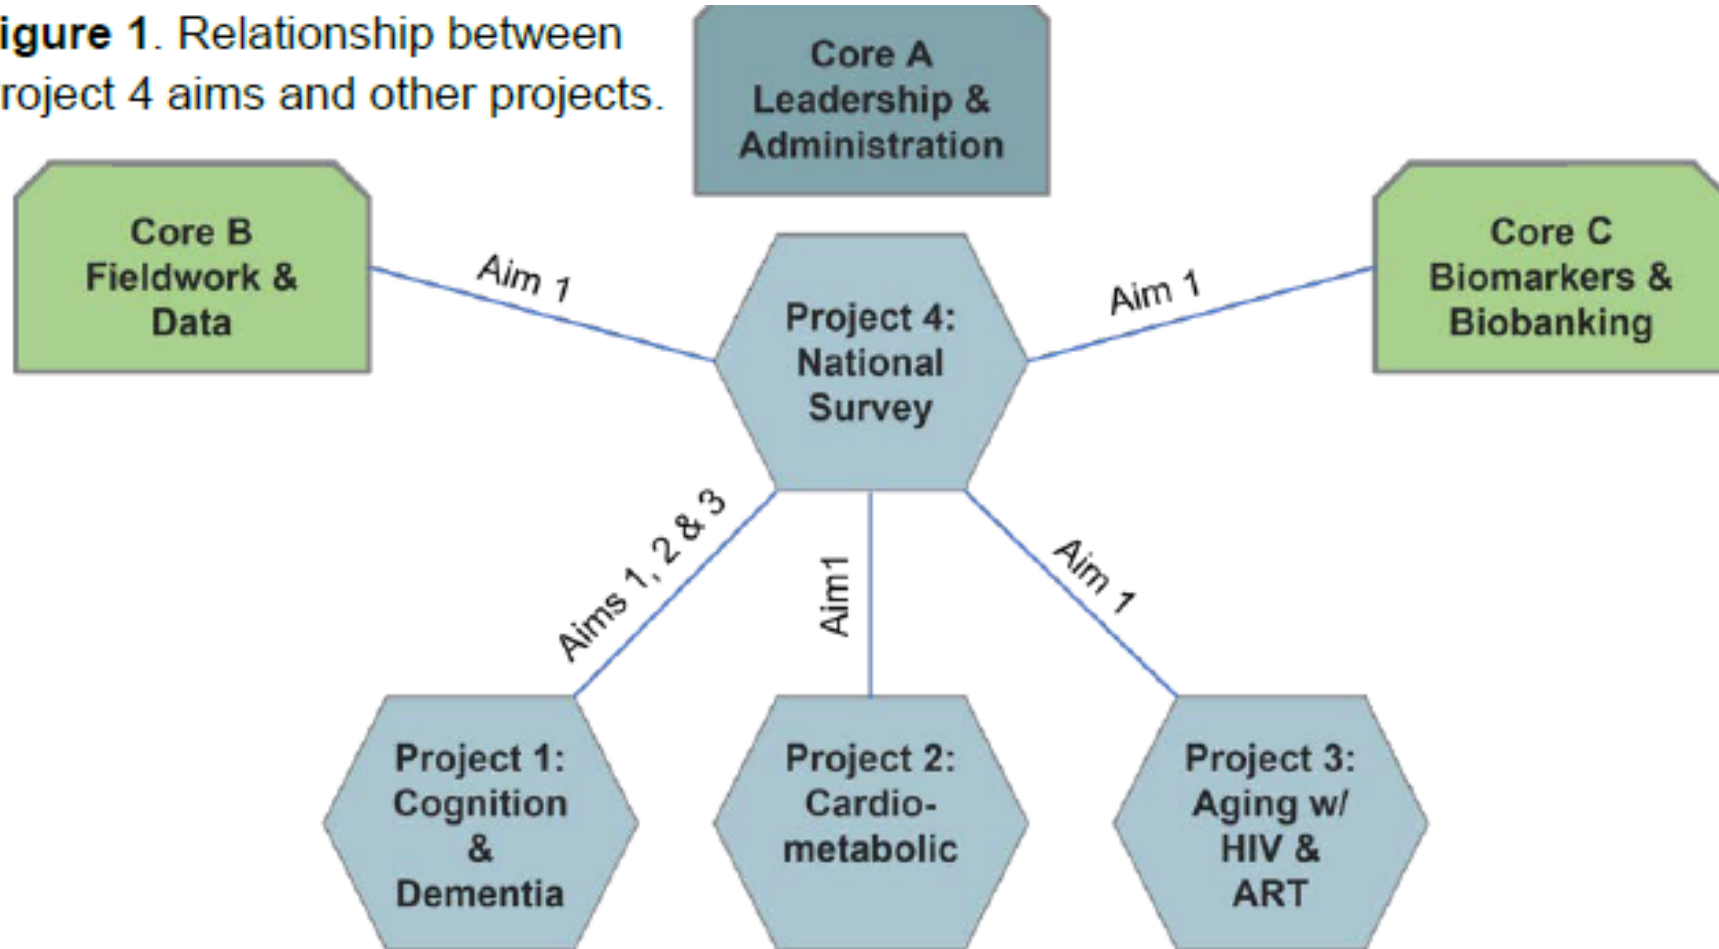 igure 1. Relationship between
roject 4 aims and other projects.
Core A
Leadership &
Administration
Core B
Fieldwork &
Data
Aim 1
Project 4:
National
Survey
Aim 1
Core C
Biomarkers &
Biobanking
Aims 1, 2 & 3
Aim1
Aim 1
Project 1:
Cognition
&
Dementia
Project 2:
Cardio-
metabolic
Project 3:
Aging w/
HIV &
ART